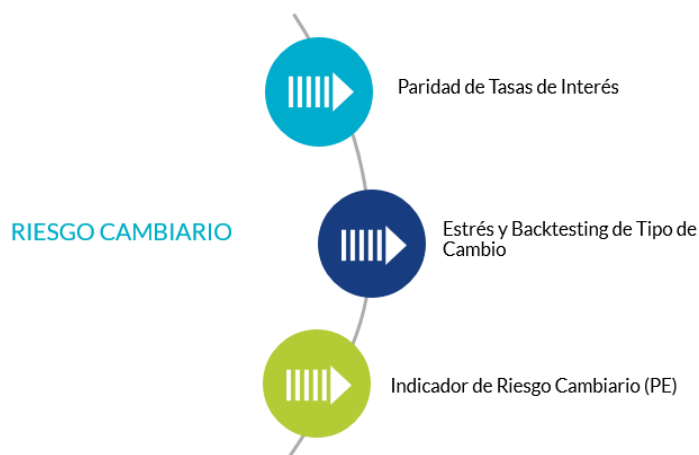 Paridad de Tasas de Interés
RIESGO CAMBIARIO
Estrés y Backtesting de Tipo de
Cambio
Indicador de Riesgo Cambiario (PE)